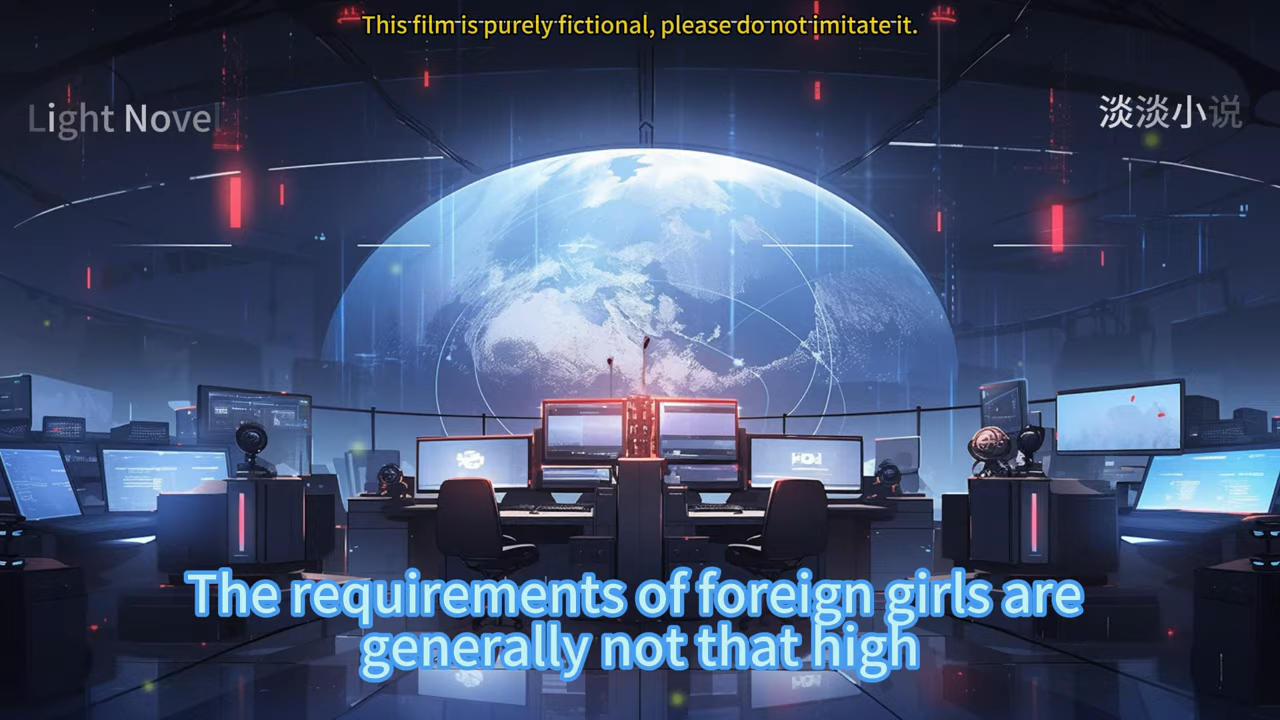 This film is purely fictional, please do not imitate it.
Light Novel
淡淡小说
The requirements of foreign girls are
generally not that high